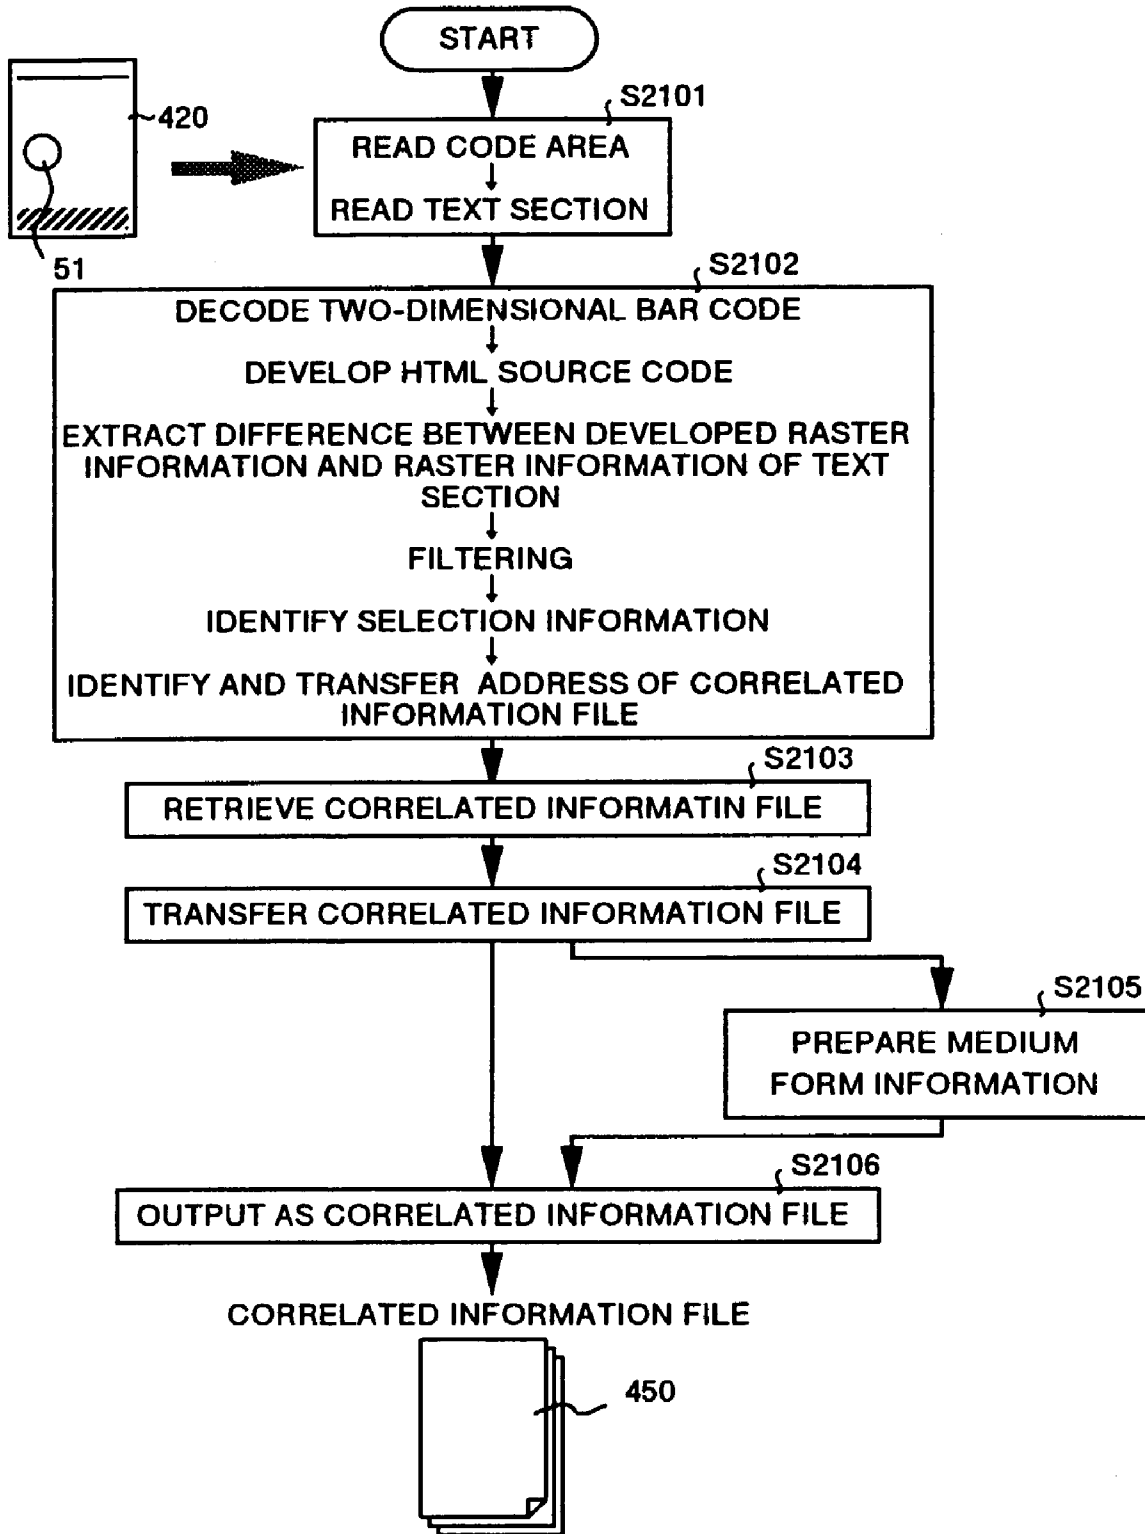 START
420
51
S2101
READ CODE AREA
READ TEXT SECTION
S2102
DECODE TWO-DIMENSIONAL BAR CODE
DEVELOP HTML SOURCE CODE
EXTRACT DIFFERENCE BETWEEN DEVELOPED RASTER
INFORMATION AND RASTER INFORMATION OF TEXT
SECTION
FILTERING
IDENTIFY SELECTION INFORMATION
IDENTIFY AND TRANSFER ADDRESS OF CORRELATED
INFORMATION FILE
S2103
RETRIEVE CORRELATED INFORMATIN FILE
S2104
TRANSFER CORRELATED INFORMATION FILE
S2105
PREPARE MEDIUM
FORM INFORMATION
S2106
OUTPUT AS CORRELATED INFORMATION FILE
CORRELATED INFORMATION FILE
450